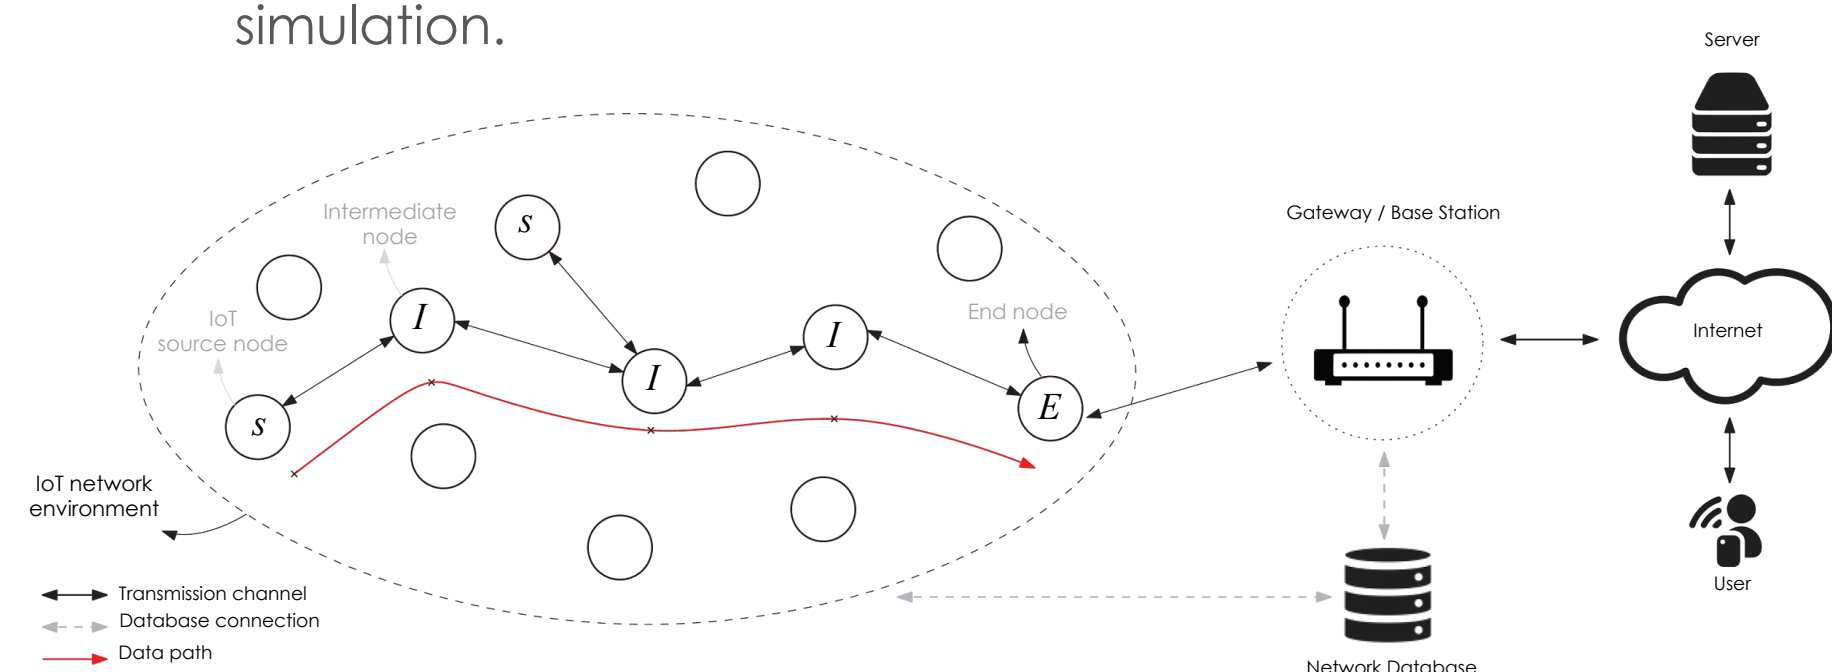 simulation.
Server
Intermediate
node
s
Gateway / Base Station
IoT
source node
I
I
End node
Internet
I
s
E
IoT network
environment
Transmission channel
Database connection
Data path
User
Network Database